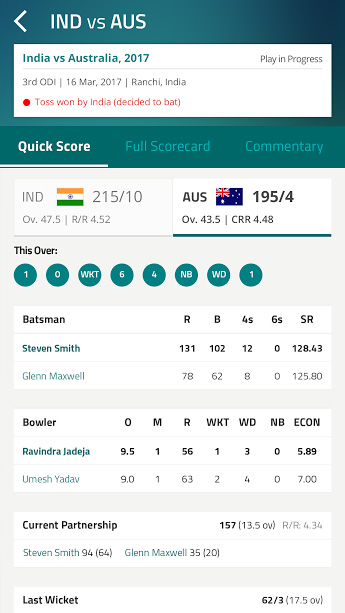 IND vs AUS
India vs Australia, 2017 Play in Progress
3rd ODI | 16 Mar, 2017 | Ranchi, India
Toss won by India (decided to bat)
Quick Score Full Scorecard Commentary
IND 215/10 AUS 195/4
Ov. 47.5 | R/R 4.52 Ov. 43.5 | CRR 4.48
This Over:
1 0 WKT 6 4 NB WD 1
Batsman R B 4s 6s SR
Steven Smith 131 102 12 0 128.43
Glenn Maxwell 78 62 8 0 125.80
Bowler O M R WKT WD NB ECON
Ravindra Jadeja 9.5 1 56 1 3 0 5.89
Umesh Yadav 9.0 1 63 2 4 0 7.00
Current Partnership 157 (13.5 ov) R/R: 4.34
Steven Smith 94 (64) Glenn Maxwell 35 (20)
Last Wicket 62/3 (17.5 ov)